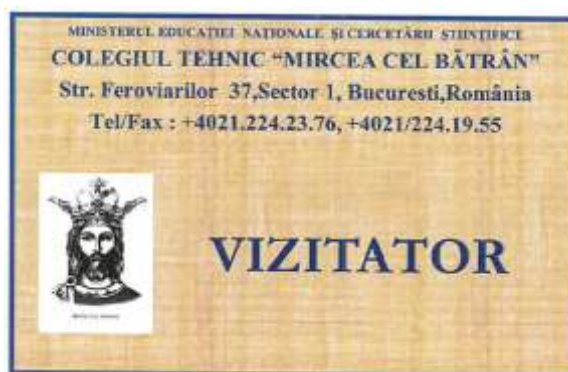 MINISTERUL EDUCAȚIEI NAȚIONALE ȘI CERCETĂRII STIINȚIFICE
COLEGIUL TEHNIC “MIRCEA CEL BĂTRÂN”
Str. Feroviarilor 37,Sector 1, Bucuresti,România
Tel/Fax : +4021.224.23.76, +4021/224.19.55
VIZITATOR